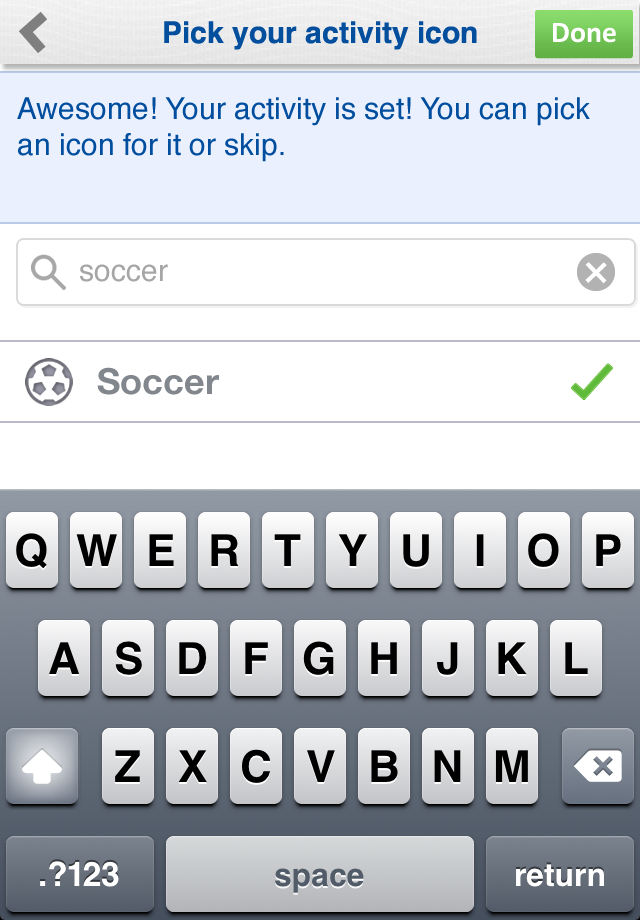 Pick your activity icon
Done
Awesome! Your activity is set! You can pick
an icon for it or skip.
soccer
Soccer
Q W E R T Y U I O P
A S D F G H J K L
Z X C V B N M
.?123 space return